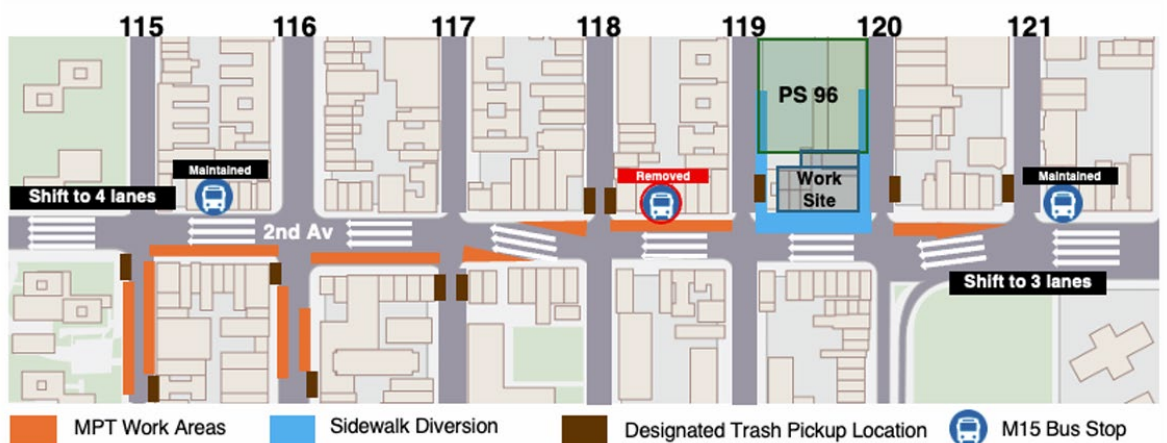 115 116 117 118 119 120 121
PS 96
Maintained
Removed
Maintained
Work
Site
Shift to 4 lanes
2nd Av
Shift to 3 lanes
MPT Work Areas
Sidewalk Diversion
Designated Trash Pickup Location
M15 Bus Stop